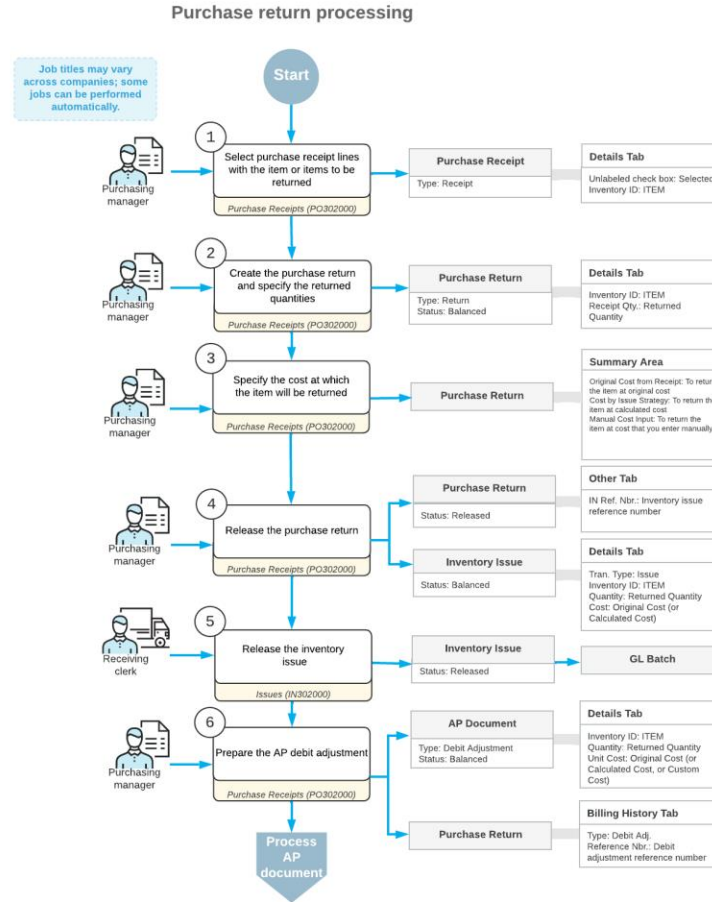 Purchase return processing
Job titles may vary
across companies; some
jobs can be performed
automatically.
Start
1
Purchasing
manager
Select purchase receipt lines
with the item or items to be
returned
Purchase Receipts (PO302000)
Purchase Receipt
Type: Receipt
Details Tab
Unlabeled check box: Selected
Inventory ID: ITEM
2
Purchasing
manager
Create the purchase return
and specify the returned
quantities
Purchase Receipts (PO302000)
Purchase Return
Type: Return
Status: Balanced
Details Tab
Inventory ID: ITEM
Receipt Qty.: Returned
Quantity
3
Purchasing
manager
Specify the cost at which
the item will be returned
Purchase Receipts (PO302000)
Purchase Return
Summary Area
Original Cost from Receipt: To return
the item at original cost
Cost by Issue Strategy: To return the
item at calculated cost
Manual Cost Input: To return the
item at cost that you enter manually
4
Purchasing
manager
Release the purchase return
Purchase Receipts (PO302000)
Purchase Return
Status: Released
Other Tab
IN Ref. Nbr.: Inventory issue
reference number
Inventory Issue
Status: Balanced
Details Tab
Tran. Type: Issue
Inventory ID: ITEM
Quantity: Returned Quantity
Cost: Original Cost (or
Calculated Cost)
5
Receiving
clerk
Release the inventory
issue
Issues (IN302000)
Inventory Issue
Status: Released
GL Batch
6
Purchasing
manager
Prepare the AP debit adjustment
Purchase Receipts (PO302000)
AP Document
Type: Debit Adjustment
Status: Balanced
Details Tab
Inventory ID: ITEM
Quantity: Returned Quantity
Unit Cost: Original Cost (or
Calculated Cost, or Custom
Cost)
Purchase Return
Billing History Tab
Type: Debit Adj.
Reference Nbr.: Debit
adjustment reference number
Process
AP
document